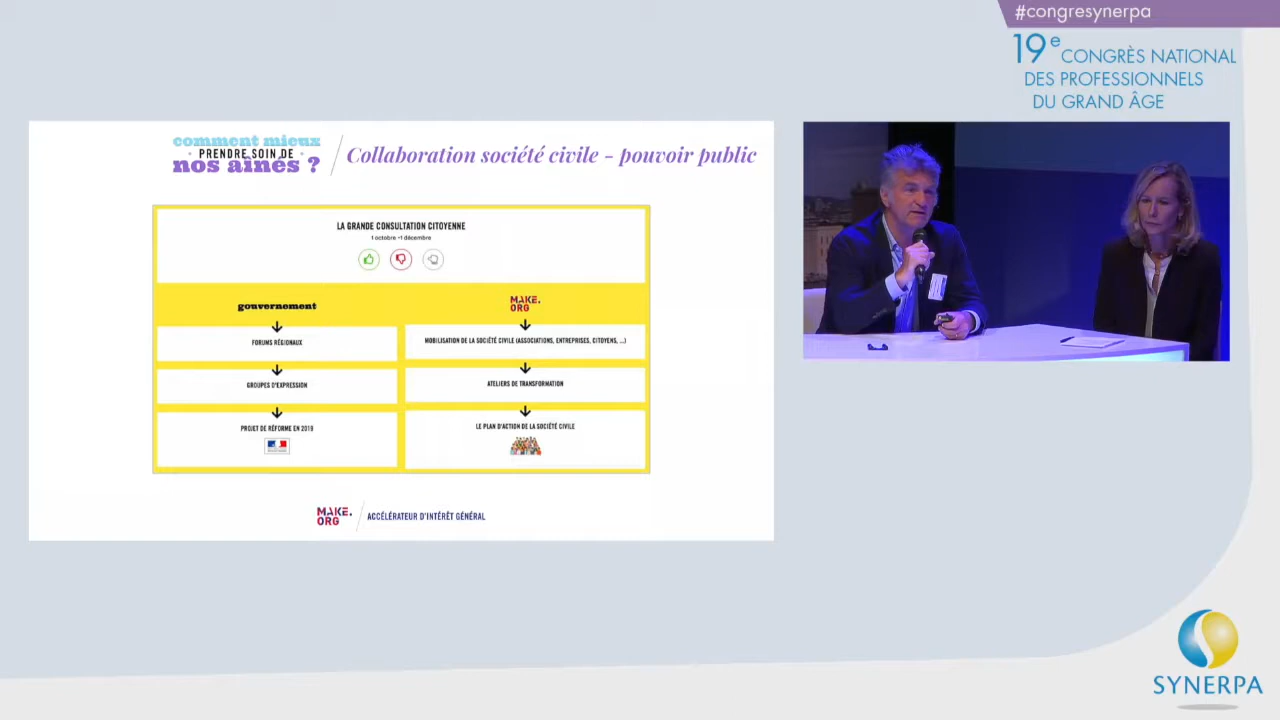 #congresynerpa
19e CONGRÈS NATIONAL
DES PROFESSIONNELS
DU GRAND ÂGE
comment mieux
PRENDRE SOIN DE
nos aînés ?
Collaboration société civile - pouvoir public
LA GRANDE CONSULTATION CITOYENNE
1 octobre -1 décembre
gouvernement
MAKE.
ORG
FORUMS RÉGIONAUX
MOBILISATION DE LA SOCIÉTÉ CIVILE (ASSOCIATIONS, ENTREPRISES, CITOYENS, ...)
GROUPES D'EXPRESSION
ATELIERS DE TRANSFORMATION
PROJET DE RÉFORME EN 2019
LE PLAN D'ACTION DE LA SOCIÉTÉ CIVILE
MAKE.
ORG
ACCÉLÉRATEUR D'INTÉRÊT GÉNÉRAL
SYNERPA